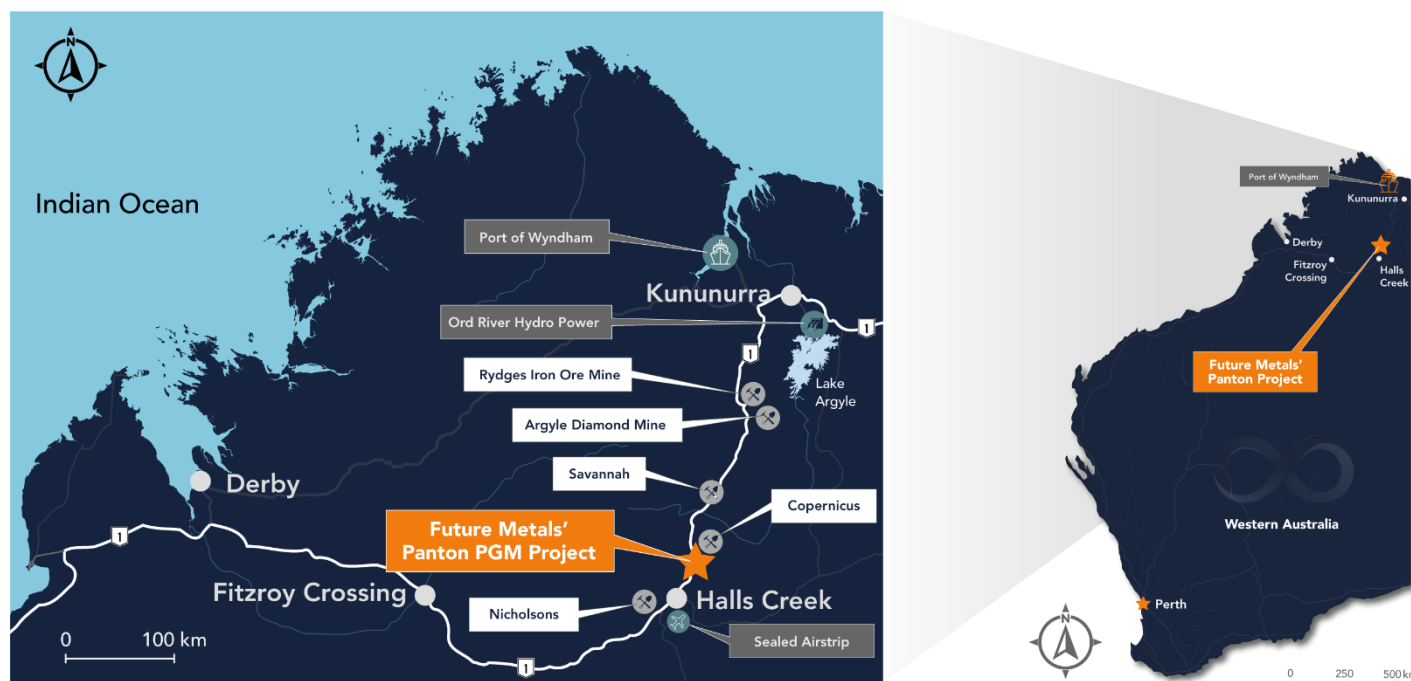 N
Indian Ocean
Port of Wyndham
Kununurra
Ord River Hydro Power
1
1
Rydges Iron Ore Mine
Lake
Argyle
Argyle Diamond Mine
Savannah
Derby
Copernicus
Future Metals’
Panton PGM Project
1
Fitzroy Crossing
Halls Creek
Nicholsons
Sealed Airstrip
0 100 km
1
Port of Wyndham
Kununurra
Derby
Fitzroy
Crossing
Halls
Creek
Future Metals’
Panton Project
Western Australia
Perth
N
0 250 500 km